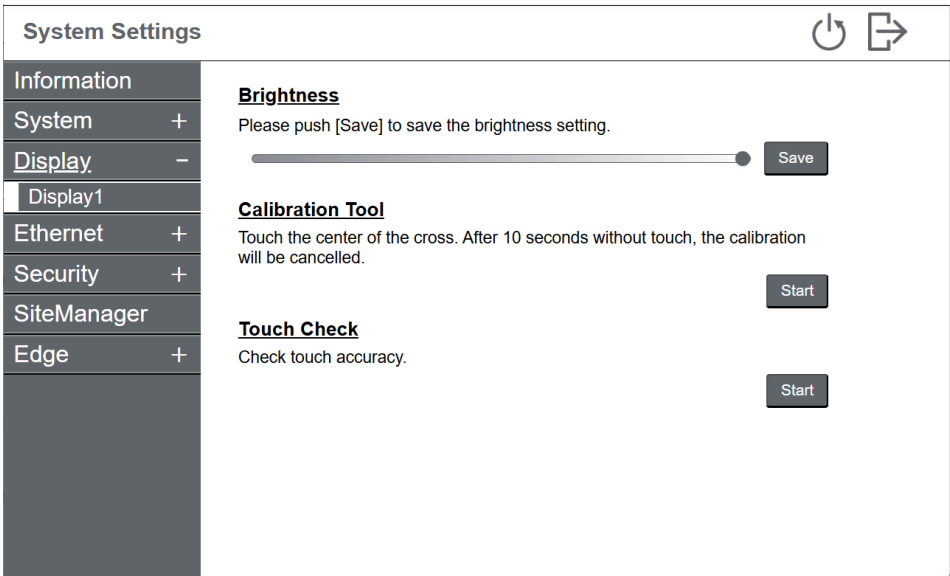 System Settings
Information
System +
Display -
Display1
Ethernet +
Security +
SiteManager
Edge +
Brightness
Please push [Save] to save the brightness setting.
Save
Calibration Tool
Touch the center of the cross. After 10 seconds without touch, the calibration
will be cancelled.
Start
Touch Check
Check touch accuracy.
Start